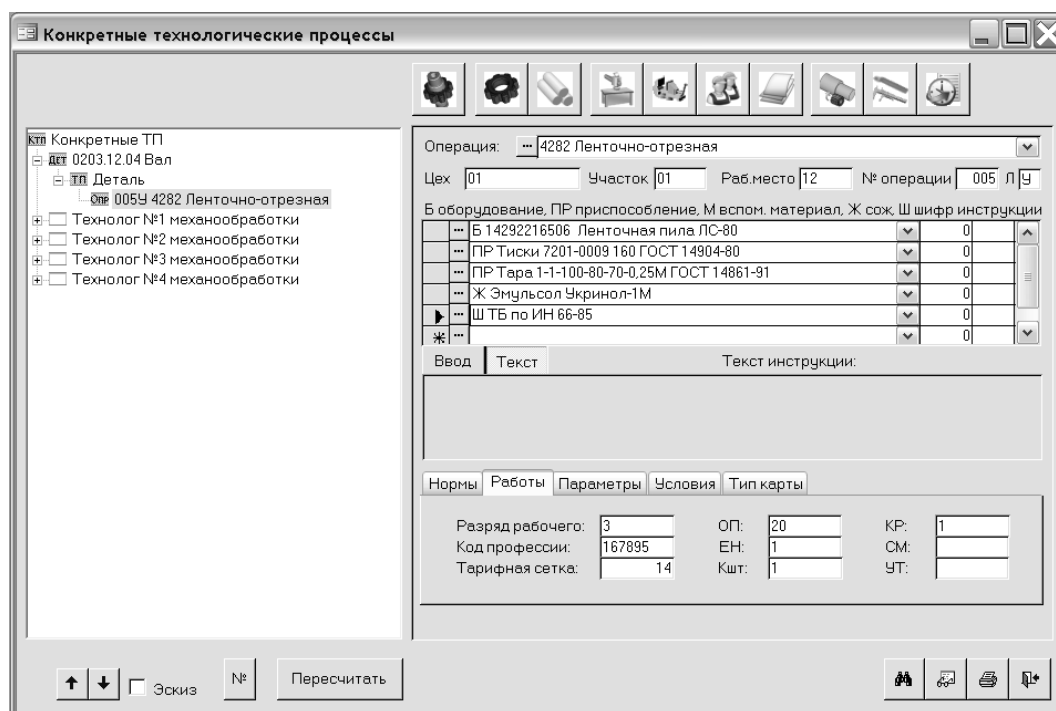 Конкретные технологические процессы
КТП Конкретные ТП
ДЕТ 0203.12.04 Вал
ТП Деталь
Опр 005У 4282 Ленточно-отрезная
Технолог №1 механообработки
Технолог №2 механообработки
Технолог №3 механообработки
Технолог №4 механообработки
Операция: ... 4282 Ленточно-отрезная
Цех 01 Участок 01 Раб.место 12 № операции 005 Л У
Б оборудование, ПР приспособление, М вспом. материал, Ж сож, Ш шифр инструкции
... Б 14292216506 Ленточная пила ЛС-80 0
... ПР Тиски 7201-0009 160 ГОСТ 14904-80 0
... ПР Тара 1-1-100-80-70-0,25М ГОСТ 14861-91 0
... Ж Эмульсол Укринол-1М 0
... Ш ТБ по ИН 66-85 0
... 0
Ввод Текст Текст инструкции:
Нормы Работы Параметры Условия Тип карты
Разряд рабочего: 3 ОП: 20 КР: 1
Код профессии: 167895 ЕН: 1 СМ:
Тарифная сетка: 14 Кшт: 1 УТ:
Эскиз № Пересчитать